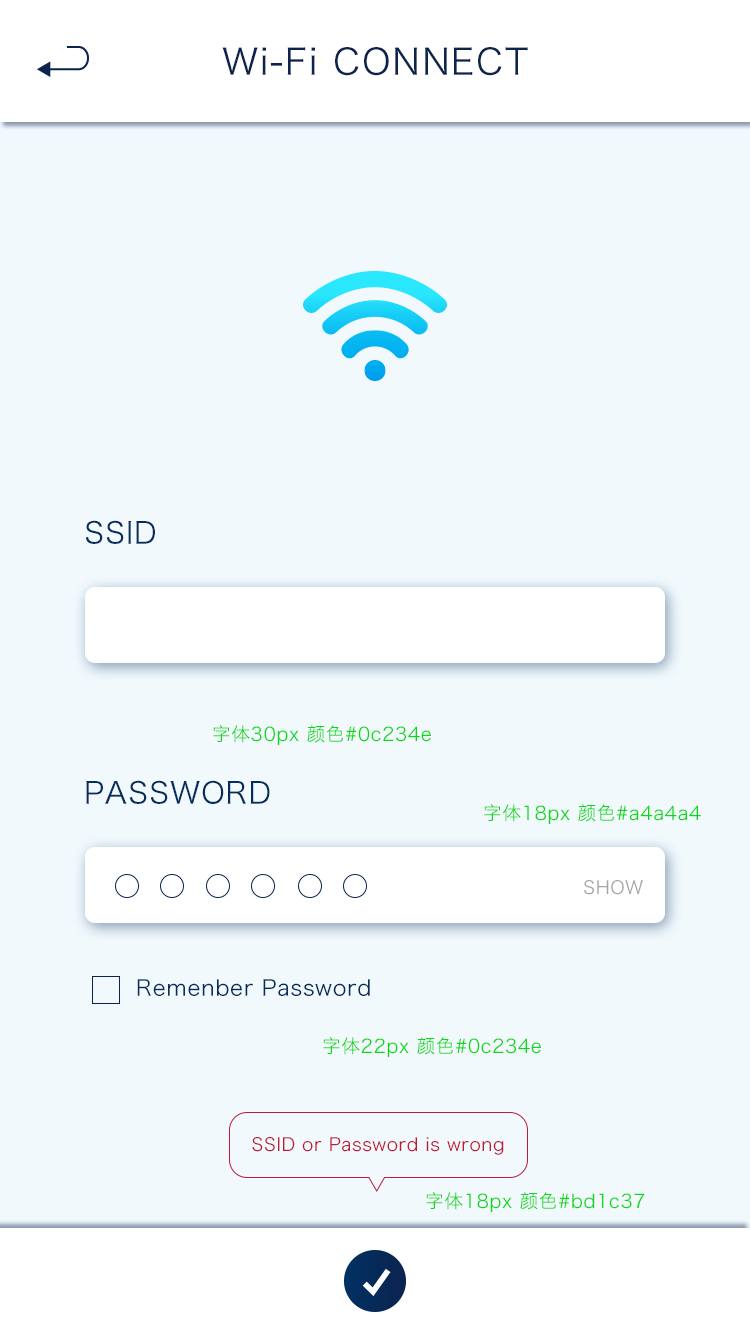 Wi-Fi CONNECT
SSID
字体30px 颜色#0c234e
PASSWORD
字体18px 颜色#a4a4a4
SHOW
Remenber Password
字体22px 颜色#0c234e
SSID or Password is wrong
字体18px 颜色#bd1c37